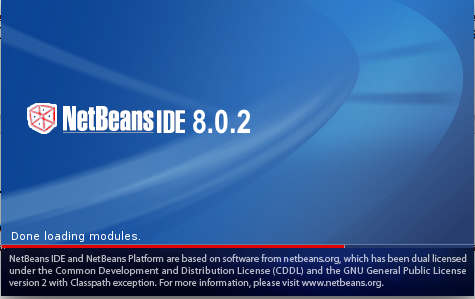 NetBeans IDE 8.0.2
Done loading modules.
NetBeans IDE and NetBeans Platform are based on software from netbeans.org, which has been dual licensed
under the Common Development and Distribution License (CDDL) and the GNU General Public License
version 2 with Classpath exception. For more information, please visit www.netbeans.org.